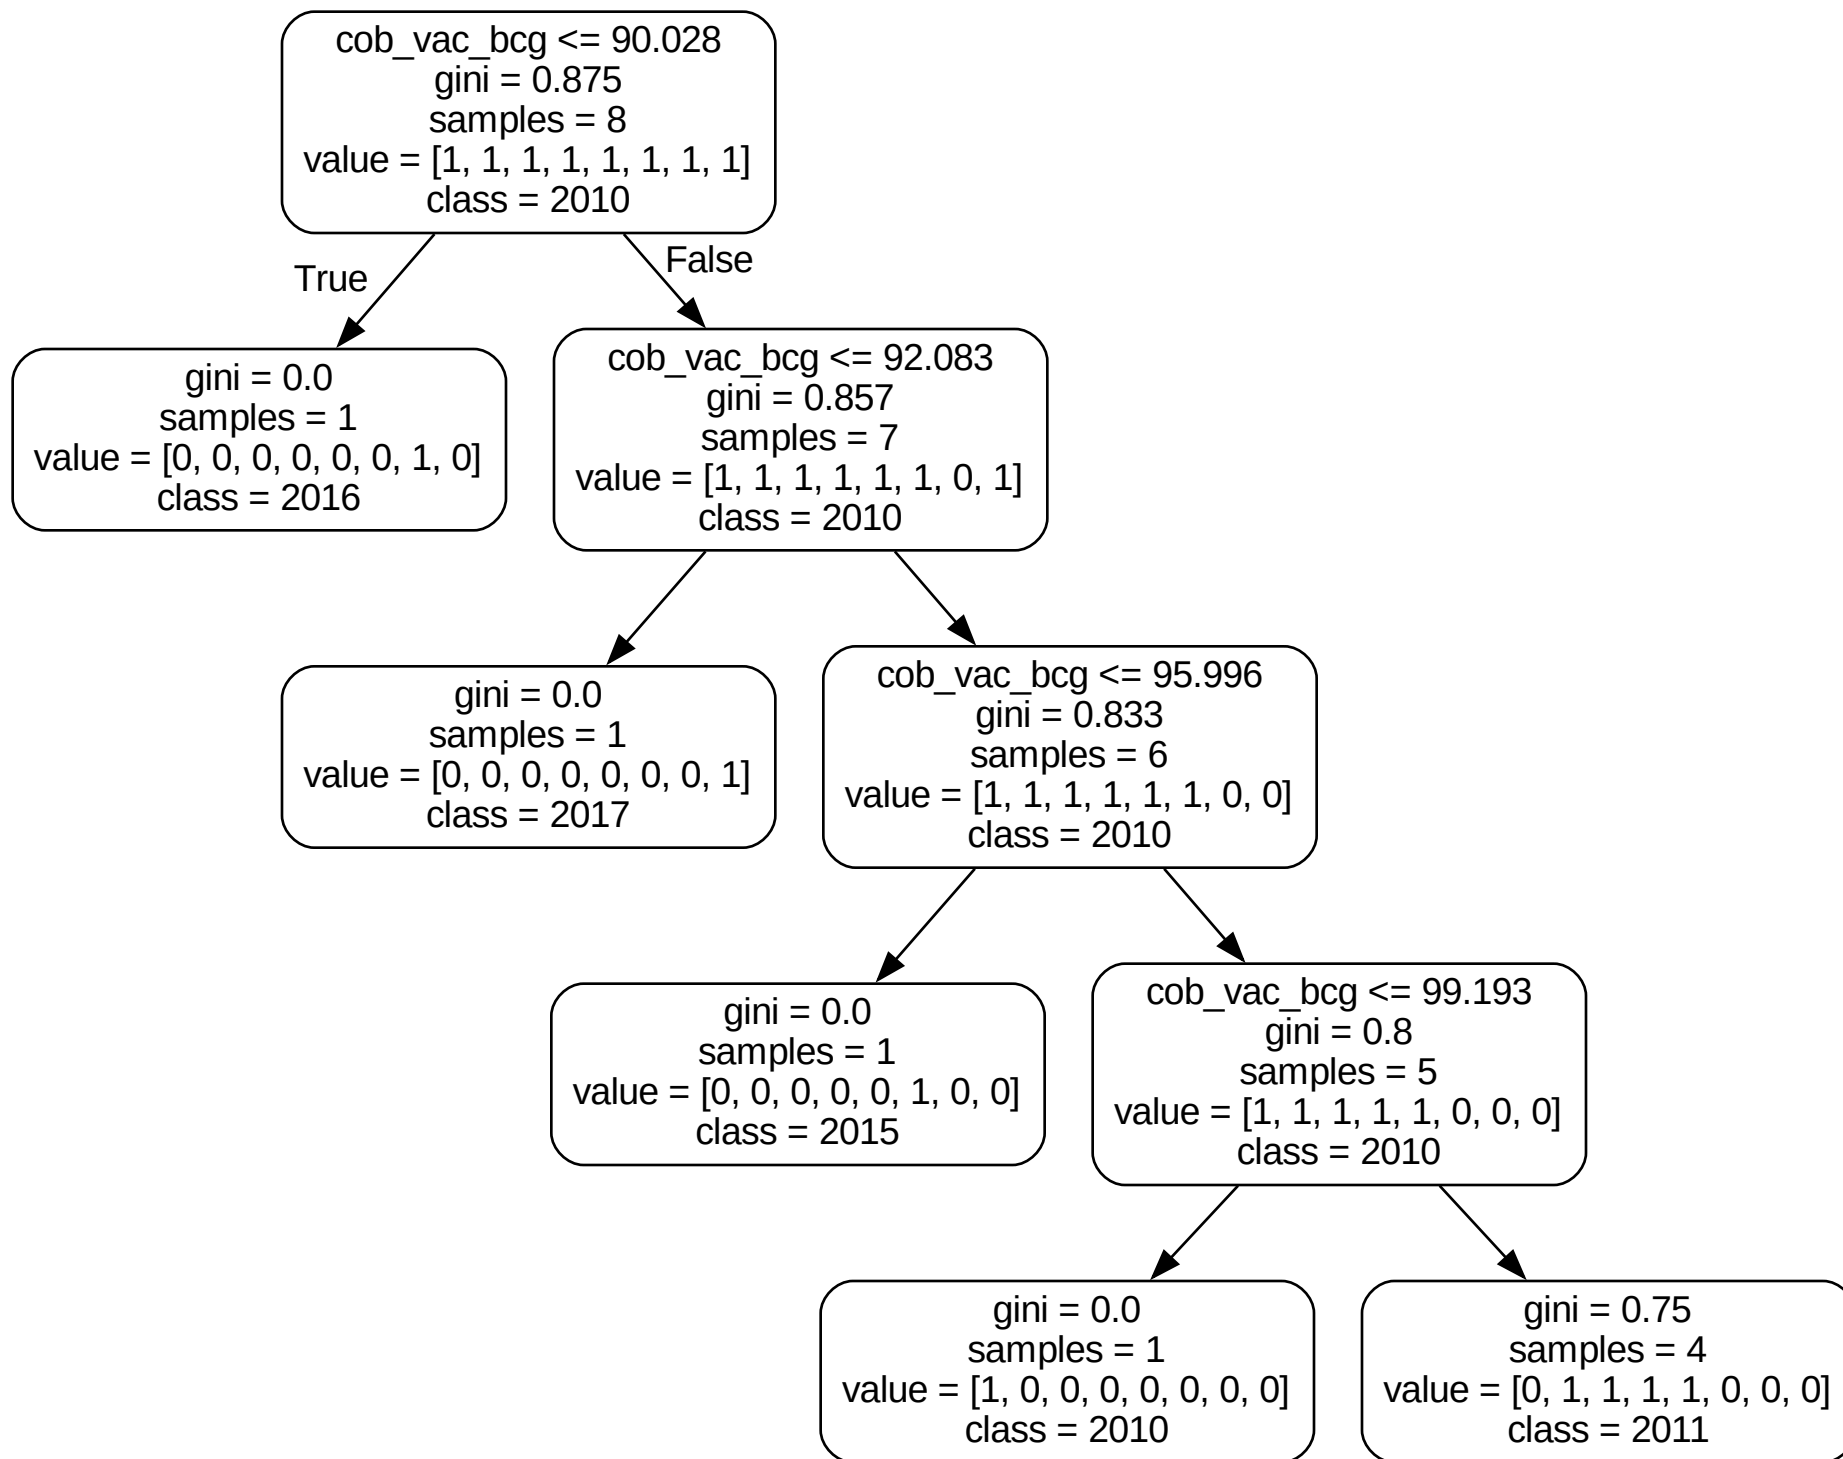 cob_vac_bcg <= 90.028
gini = 0.875
samples = 8
value = [1, 1, 1, 1, 1, 1, 1, 1]
class = 2010
True
False
gini = 0.0
samples = 1
value = [0, 0, 0, 0, 0, 0, 1, 0]
class = 2016
cob_vac_bcg <= 92.083
gini = 0.857
samples = 7
value = [1, 1, 1, 1, 1, 1, 0, 1]
class = 2010
gini = 0.0
samples = 1
value = [0, 0, 0, 0, 0, 0, 0, 1]
class = 2017
cob_vac_bcg <= 95.996
gini = 0.833
samples = 6
value = [1, 1, 1, 1, 1, 1, 0, 0]
class = 2010
gini = 0.0
samples = 1
value = [0, 0, 0, 0, 0, 1, 0, 0]
class = 2015
cob_vac_bcg <= 99.193
gini = 0.8
samples = 5
value = [1, 1, 1, 1, 1, 0, 0, 0]
class = 2010
gini = 0.0
samples = 1
value = [1, 0, 0, 0, 0, 0, 0, 0]
class = 2010
gini = 0.75
samples = 4
value = [0, 1, 1, 1, 1, 0, 0, 0]
class = 2011